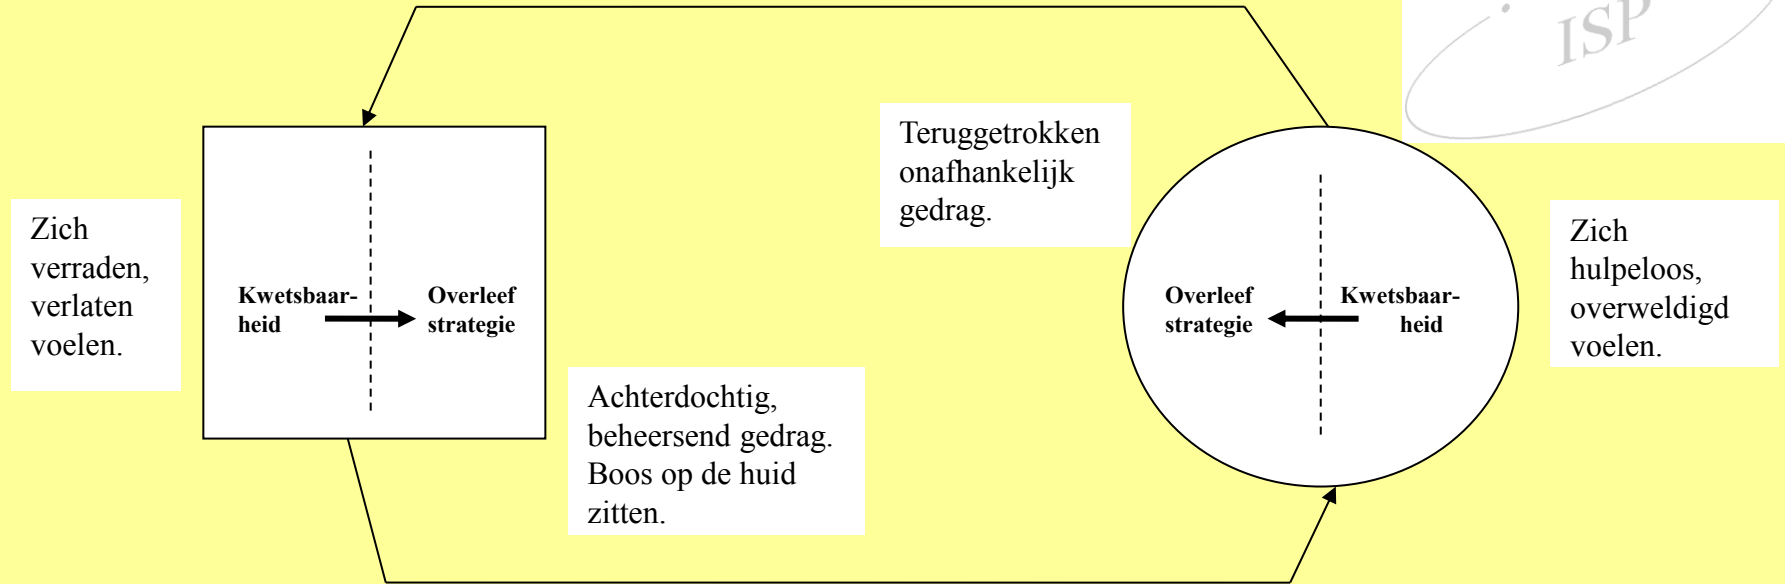 ISP
Zich
verraden,
verlaten
voelen.
Kwetsbaar-
heid
Overleef
strategie
Achterdochtig,
beheersend gedrag.
Boos op de huid
zitten.
Teruggetrokken
onafhankelijk
gedrag.
Overleef
strategie
Kwetsbaar-
heid
Zich
hulpeloos,
overweldigd
voelen.